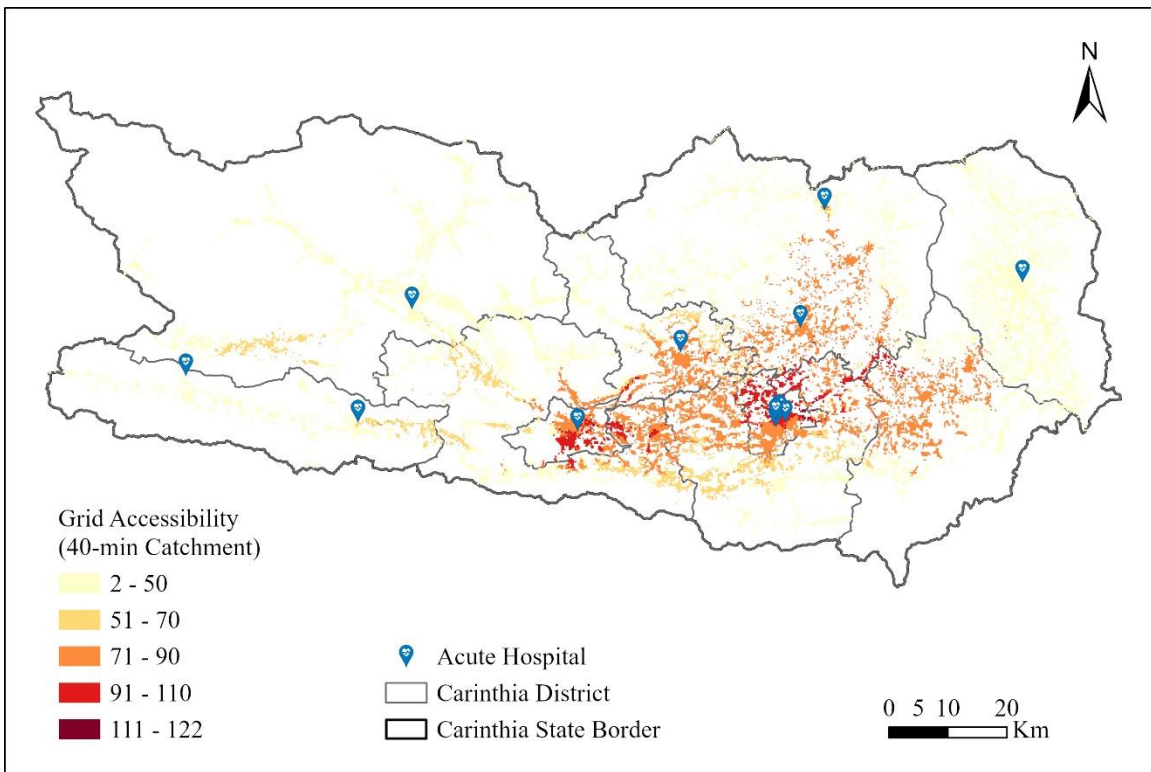 N
Grid Accessibility
(40-min Catchment)
2 - 50
51 - 70
71 - 90
91 - 110
111 - 122
Acute Hospital
Carinthia District
Carinthia State Border
0 5 10 20
Km